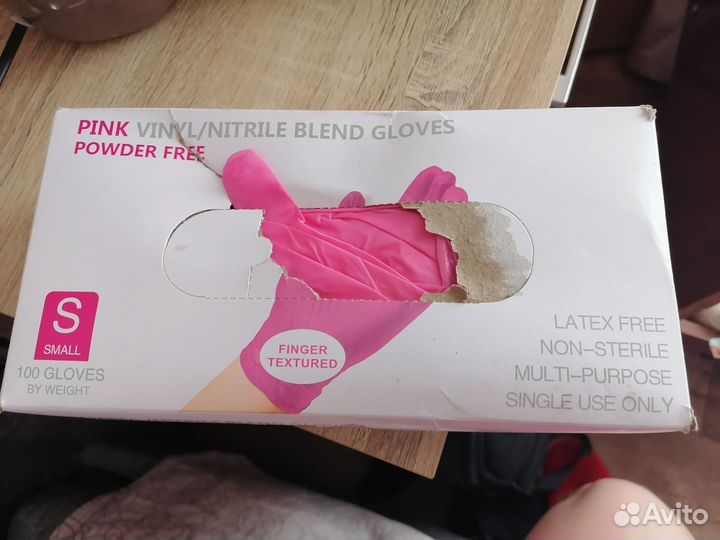 PINK VINYL/NITRILE BLEND GLOVES
POWDER FREE
S
SMALL
100 GLOVES
BY WEIGHT
FINGER
TEXTURED
LATEX FREE
NON-STERILE
MULTI-PURPOSE
SINGLE USE ONLY
Avito